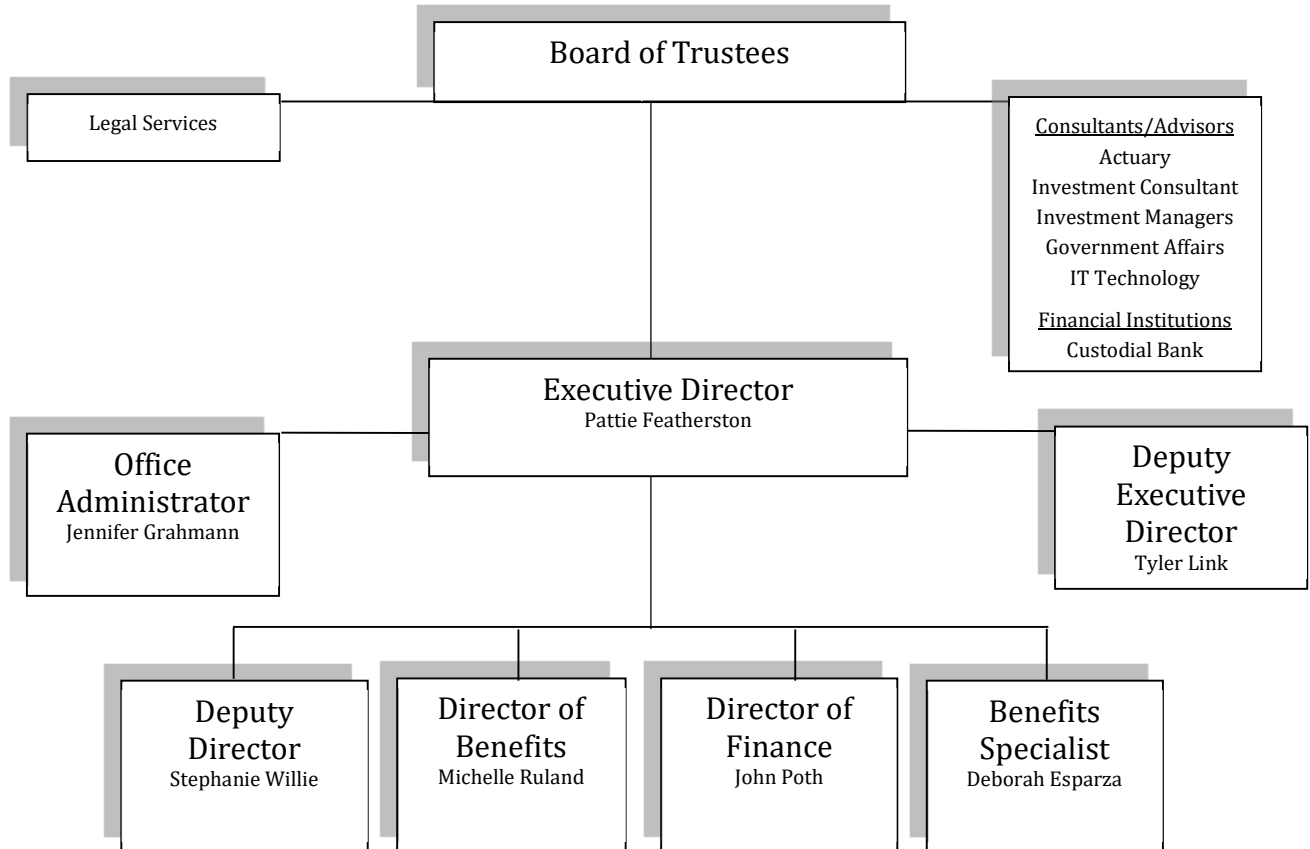 Board of Trustees
Legal Services
Consultants/Advisors
Actuary
Investment Consultant
Investment Managers
Government Affairs
IT Technology
Financial Institutions
Custodial Bank
Executive Director
Pattie Featherston
Office
Administrator
Jennifer Grahmann
Deputy
Executive
Director
Tyler Link
Deputy
Director
Stephanie Willie
Director of
Benefits
Michelle Ruland
Director of
Finance
John Poth
Benefits
Specialist
Deborah Esparza